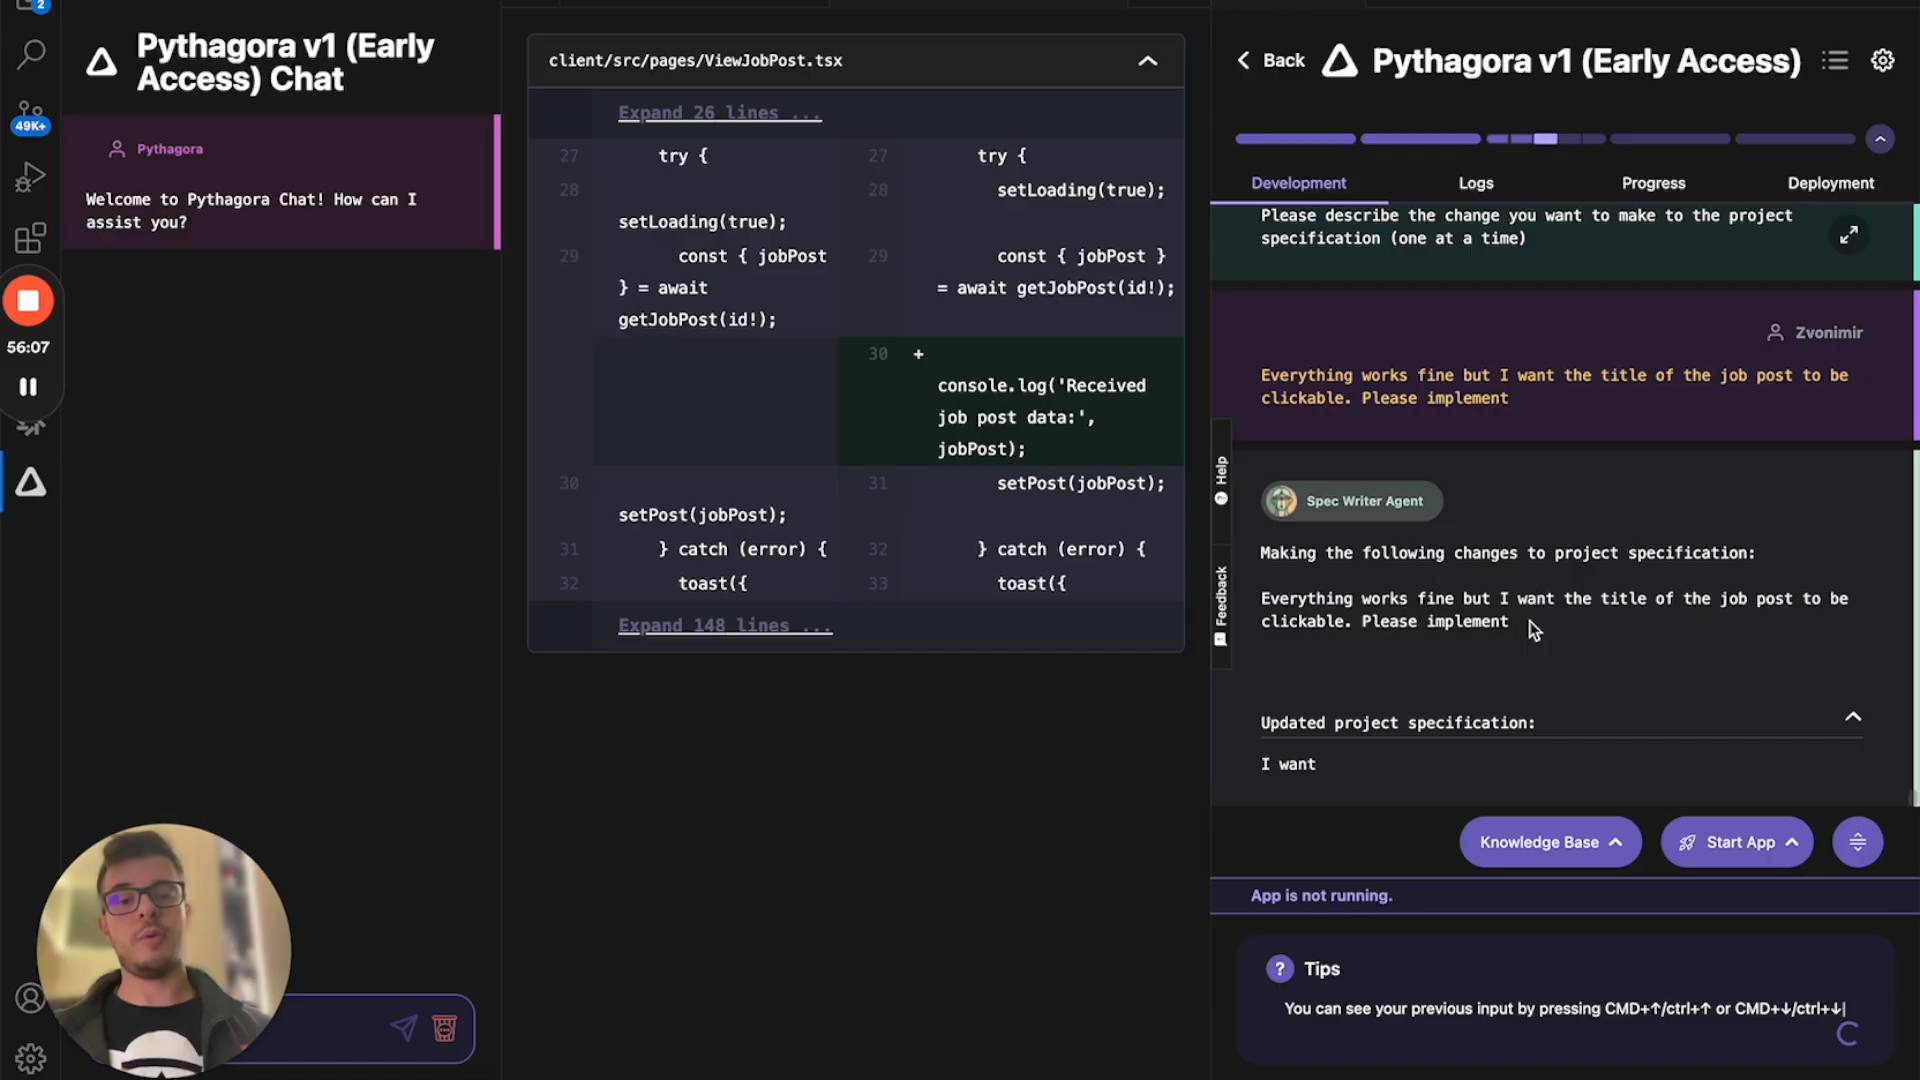 2
49K+
56:07
Pythagora v1 (Early
Access) Chat
Pythagora
Welcome to Pythagora Chat! How can I
assist you?
client/src/pages/ViewJobPost.tsx
Expand 26 lines ...
27 try { 27 try {
28 28 setLoading(true);
setLoading(true);
29 const { jobPost 29 const { jobPost }
} = await = await getJobPost(id!);
getJobPost(id!);
30 +
console.log('Received
job post data:',
jobPost);
30 31 setPost(jobPost);
setPost(jobPost);
31 } catch (error) { 32 } catch (error) {
32 toast({ 33 toast({
Expand 148 lines ...
Back Pythagora v1 (Early Access)
Development Logs Progress Deployment
Please describe the change you want to make to the project
specification (one at a time)
Zvonimir
Everything works fine but I want the title of the job post to be
clickable. Please implement
Help
Feedback
Spec Writer Agent
Making the following changes to project specification:
Everything works fine but I want the title of the job post to be
clickable. Please implement
Updated project specification:
I want
Knowledge Base Start App
App is not running.
? Tips
You can see your previous input by pressing CMD+↑/ctrl+↑ or CMD+↓/ctrl+↓